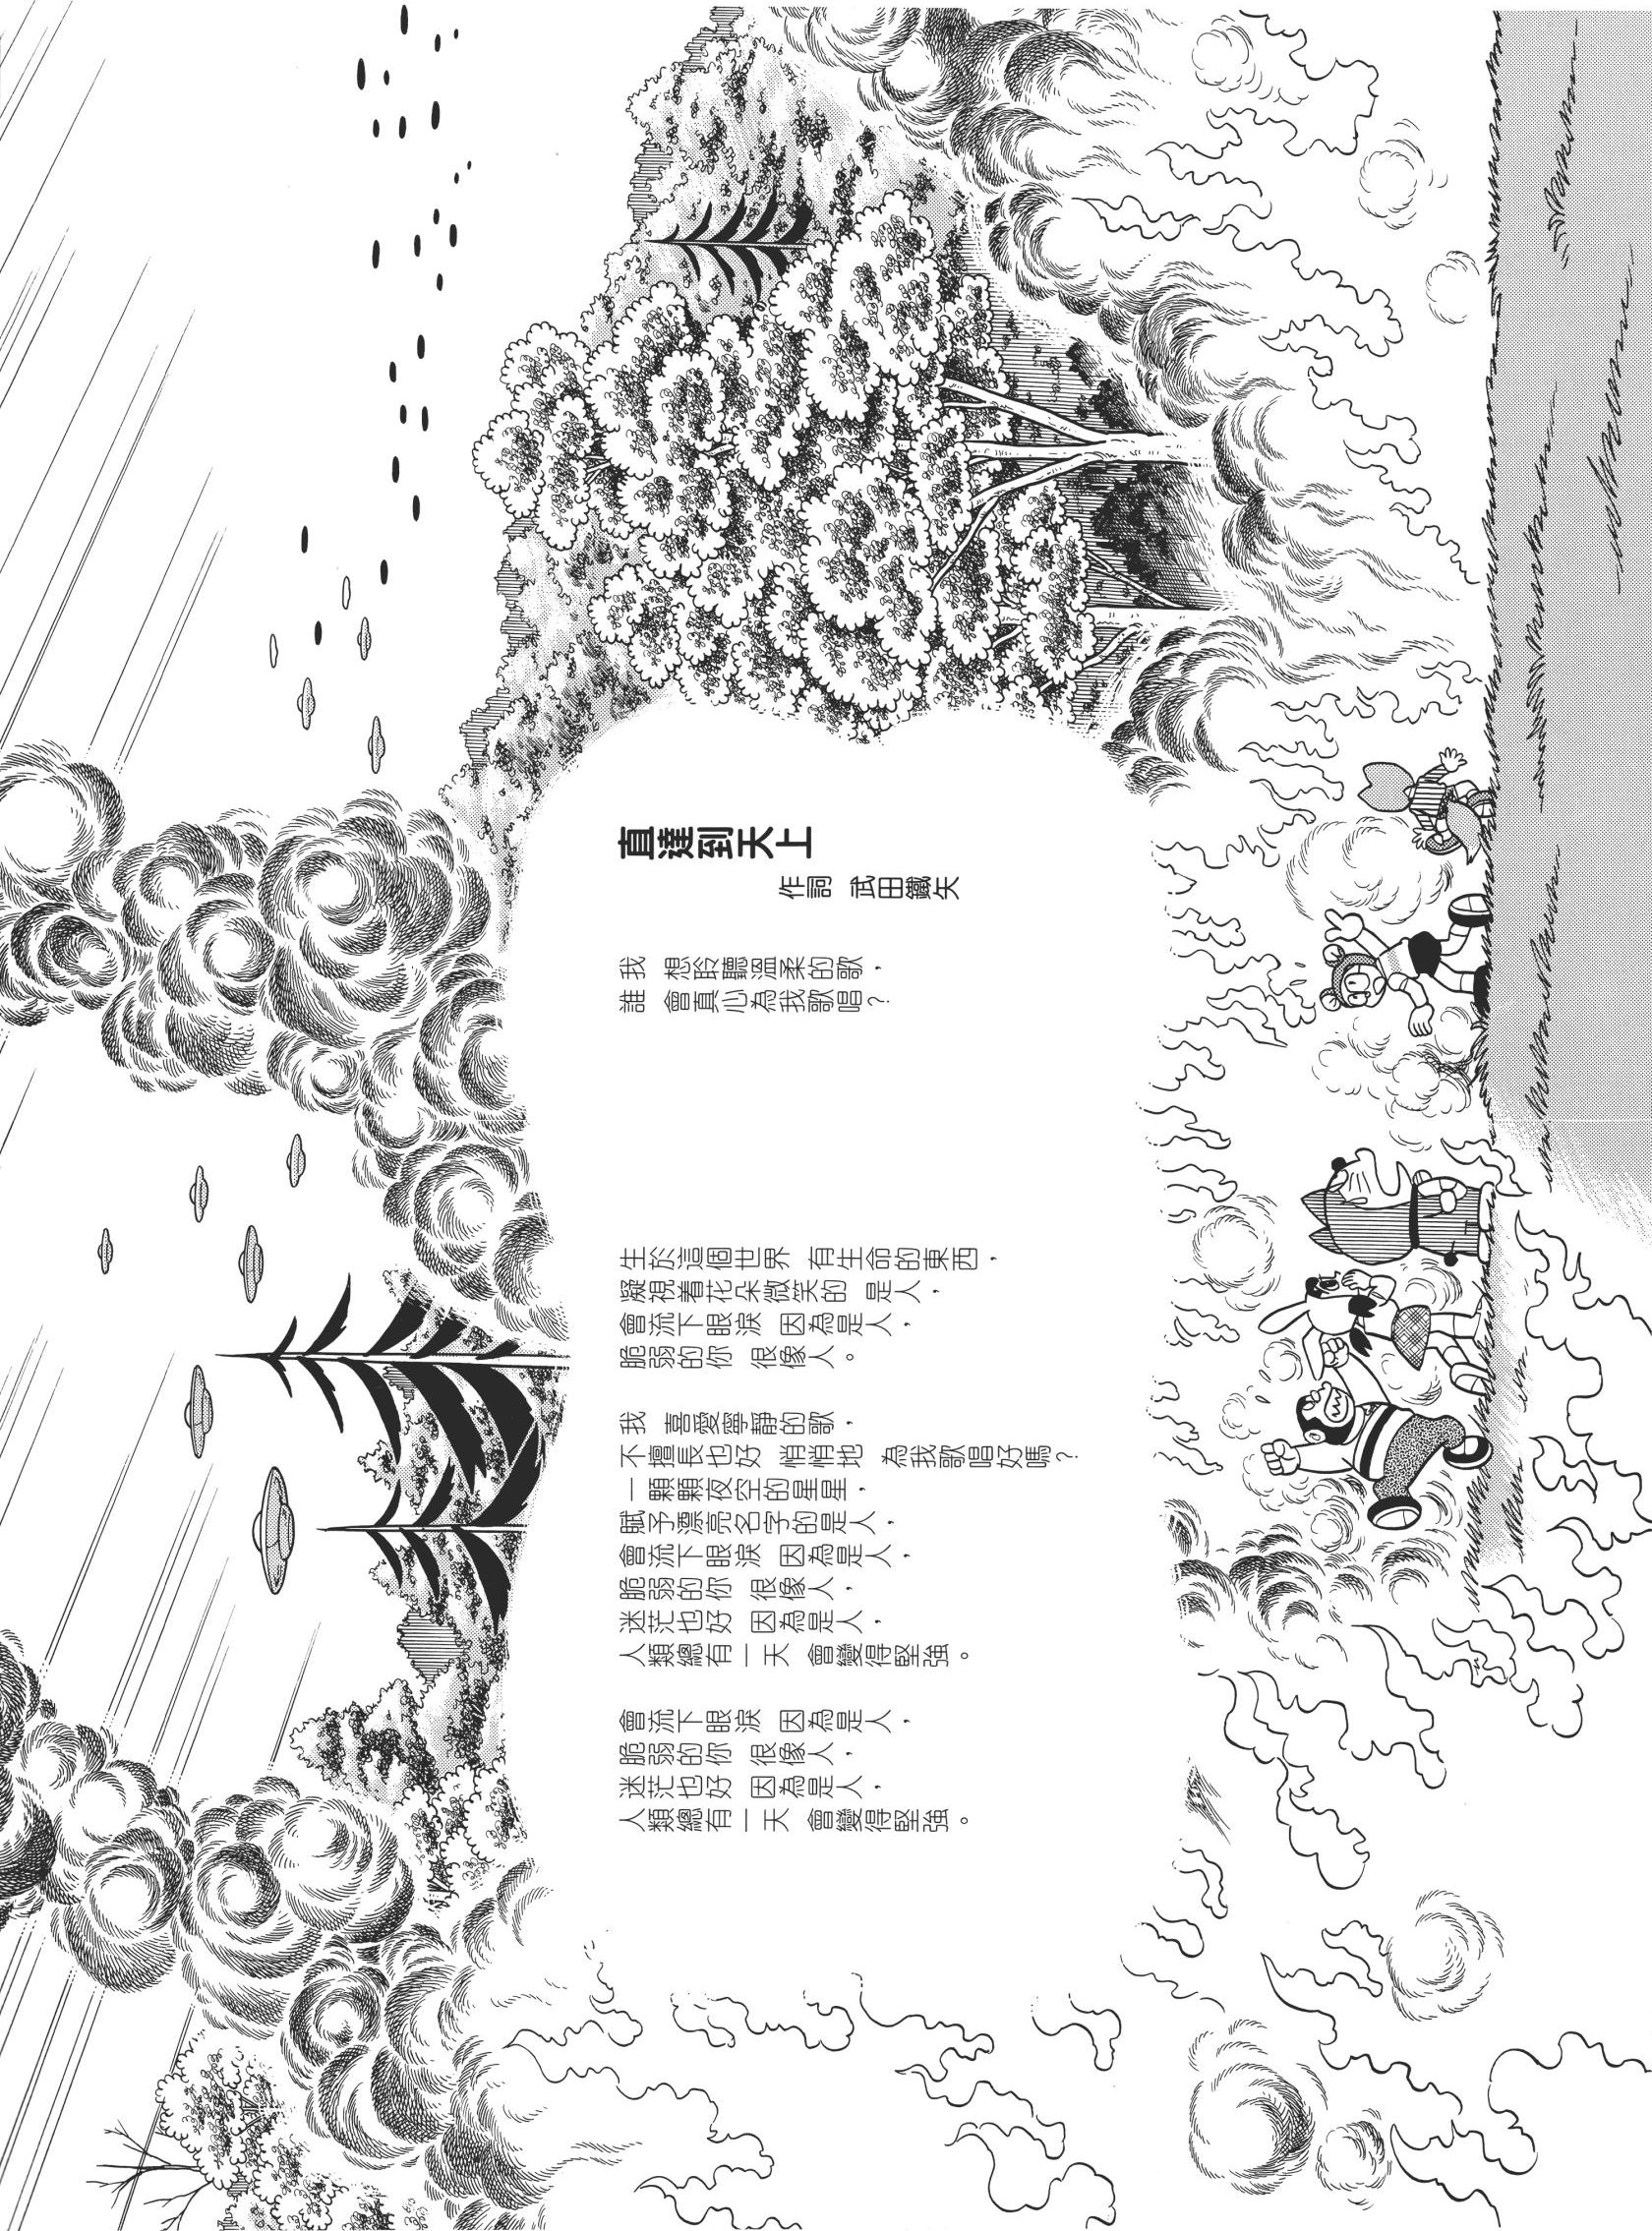 直達到天上
作詞 武田鐵矢
我 想聆聽溫柔的歌，
誰 會真心為我歌唱？
生於這個世界 有生命的東西，
凝視着花朵微笑的 是人，
會流下眼淚 因為是人，
脆弱的你 很像人。
我 喜愛寧靜的歌，
不擅長也好 悄悄地 為我歌唱好嗎？
一顆顆夜空的星星，
賦予漂亮名字的是人，
會流下眼淚 因為是人，
脆弱的你 很像人，
迷茫也好 因為是人，
人類總有一天 會變得堅強。
會流下眼淚 因為是人，
脆弱的你 很像人，
迷茫也好 因為是人，
人類總有一天 會變得堅強。